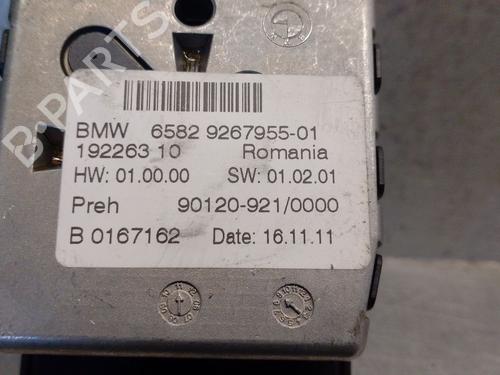 B-PARTS
BMW 6582 9267955-01
192263 10 Romania
HW: 01.00.00 SW: 01.02.01
Preh 90120-921/0000
B 0167162 Date: 16.11.11